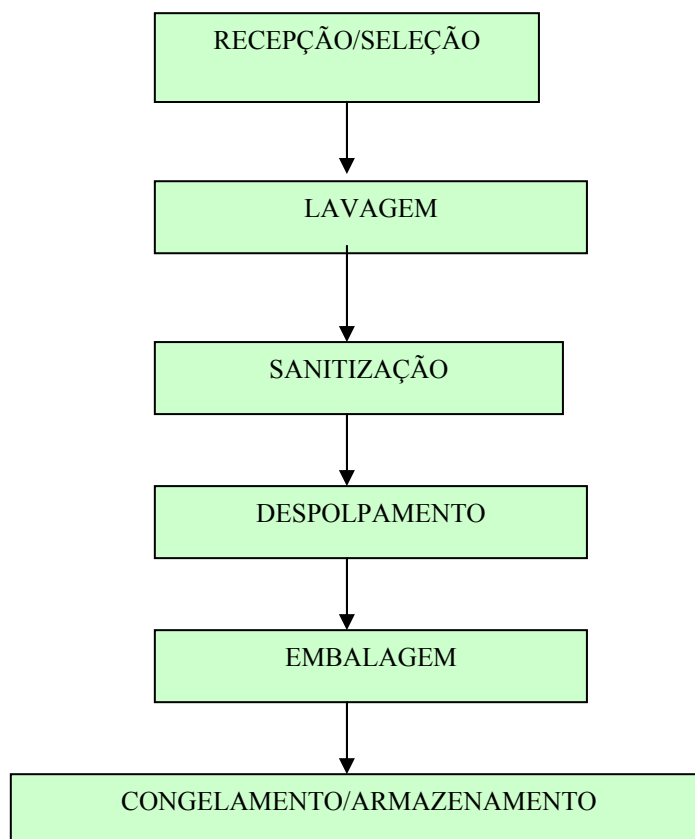 RECEPÇÃO/SELEÇÃO
LAVAGEM
SANITIZAÇÃO
DESPOLPAMENTO
EMBALAGEM
CONGELAMENTO/ARMAZENAMENTO